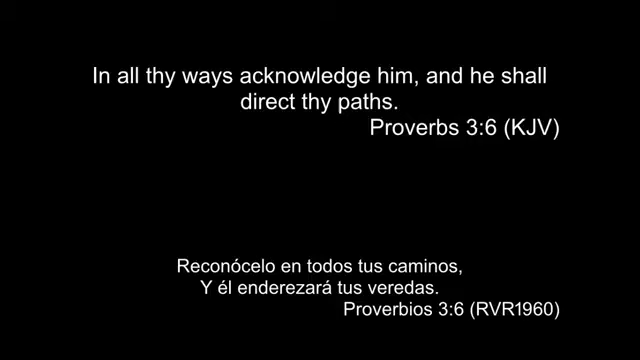 In all thy ways acknowledge him, and he shall
direct thy paths.
Proverbs 3:6 (KJV)
Reconócelo en todos tus caminos,
Y él enderezará tus veredas.
Proverbios 3:6 (RVR1960)